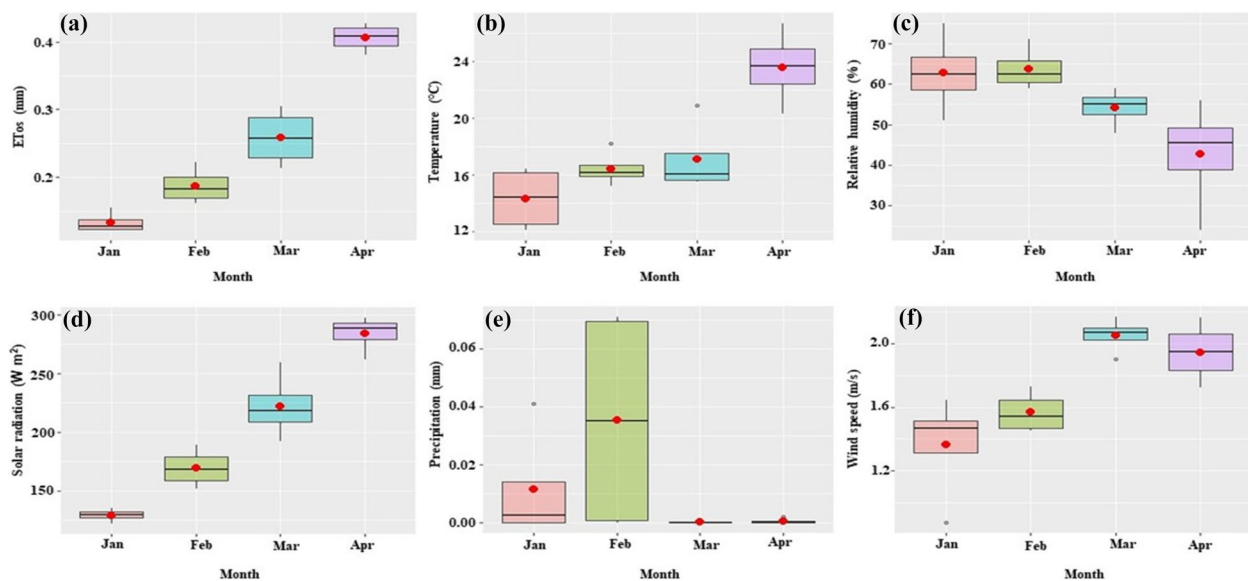 (a)
ETos (mm)
0.4
0.3
0.2
Jan Feb Mar Apr
Month
(b)
Temperature (°C)
24
20
16
12
Jan Feb Mar Apr
Month
(c)
Relative humidity (%)
70
60
50
40
30
Jan Feb Mar Apr
Month
(d)
Solar radiation (W m²)
300
250
200
150
Jan Feb Mar Apr
Month
(e)
Precipitation (mm)
0.06
0.04
0.02
0.00
Jan Feb Mar Apr
Month
(f)
Wind speed (m/s)
2.0
1.6
1.2
Jan Feb Mar Apr
Month